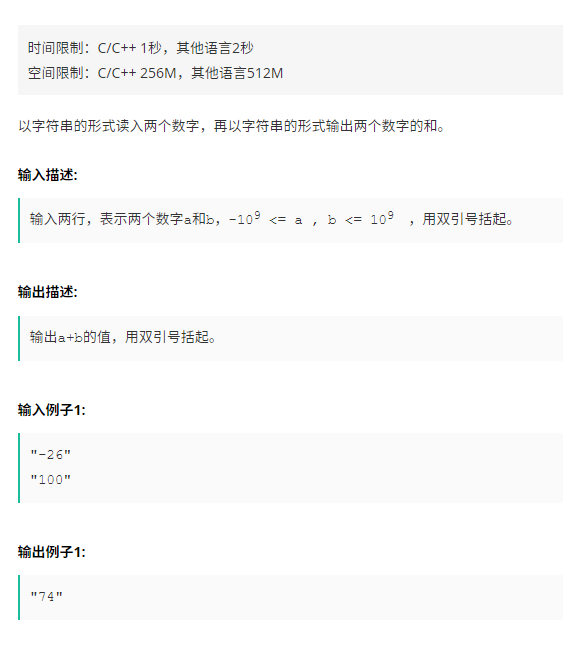 时间限制：C/C++ 1秒，其他语言2秒
空间限制：C/C++ 256M，其他语言512M
以字符串的形式读入两个数字，再以字符串的形式输出两个数字的和。
输入描述:
输入两行，表示两个数字a和b，-10⁹ <= a , b <= 10⁹ ，用双引号括起。
输出描述:
输出a+b的值，用双引号括起。
输入例子1:
"-26"
"100"
输出例子1:
"74"